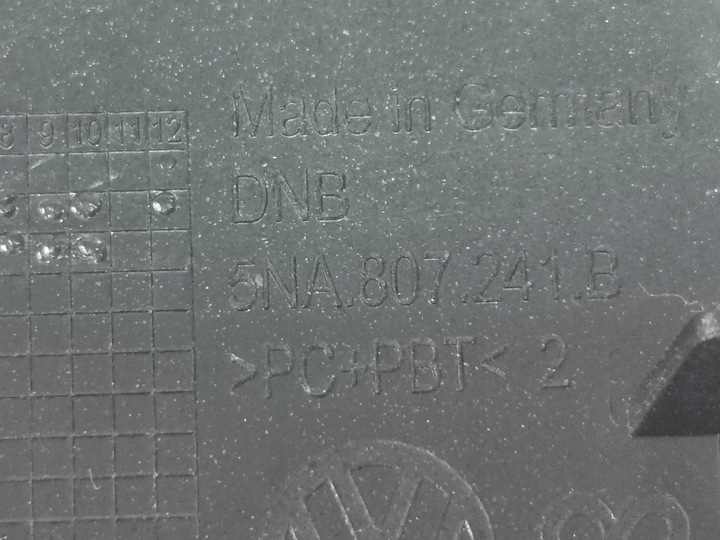 Made in Germany
8 9 10 11 12
DNB
5NA.807.241.B
>PC+PBT< 2